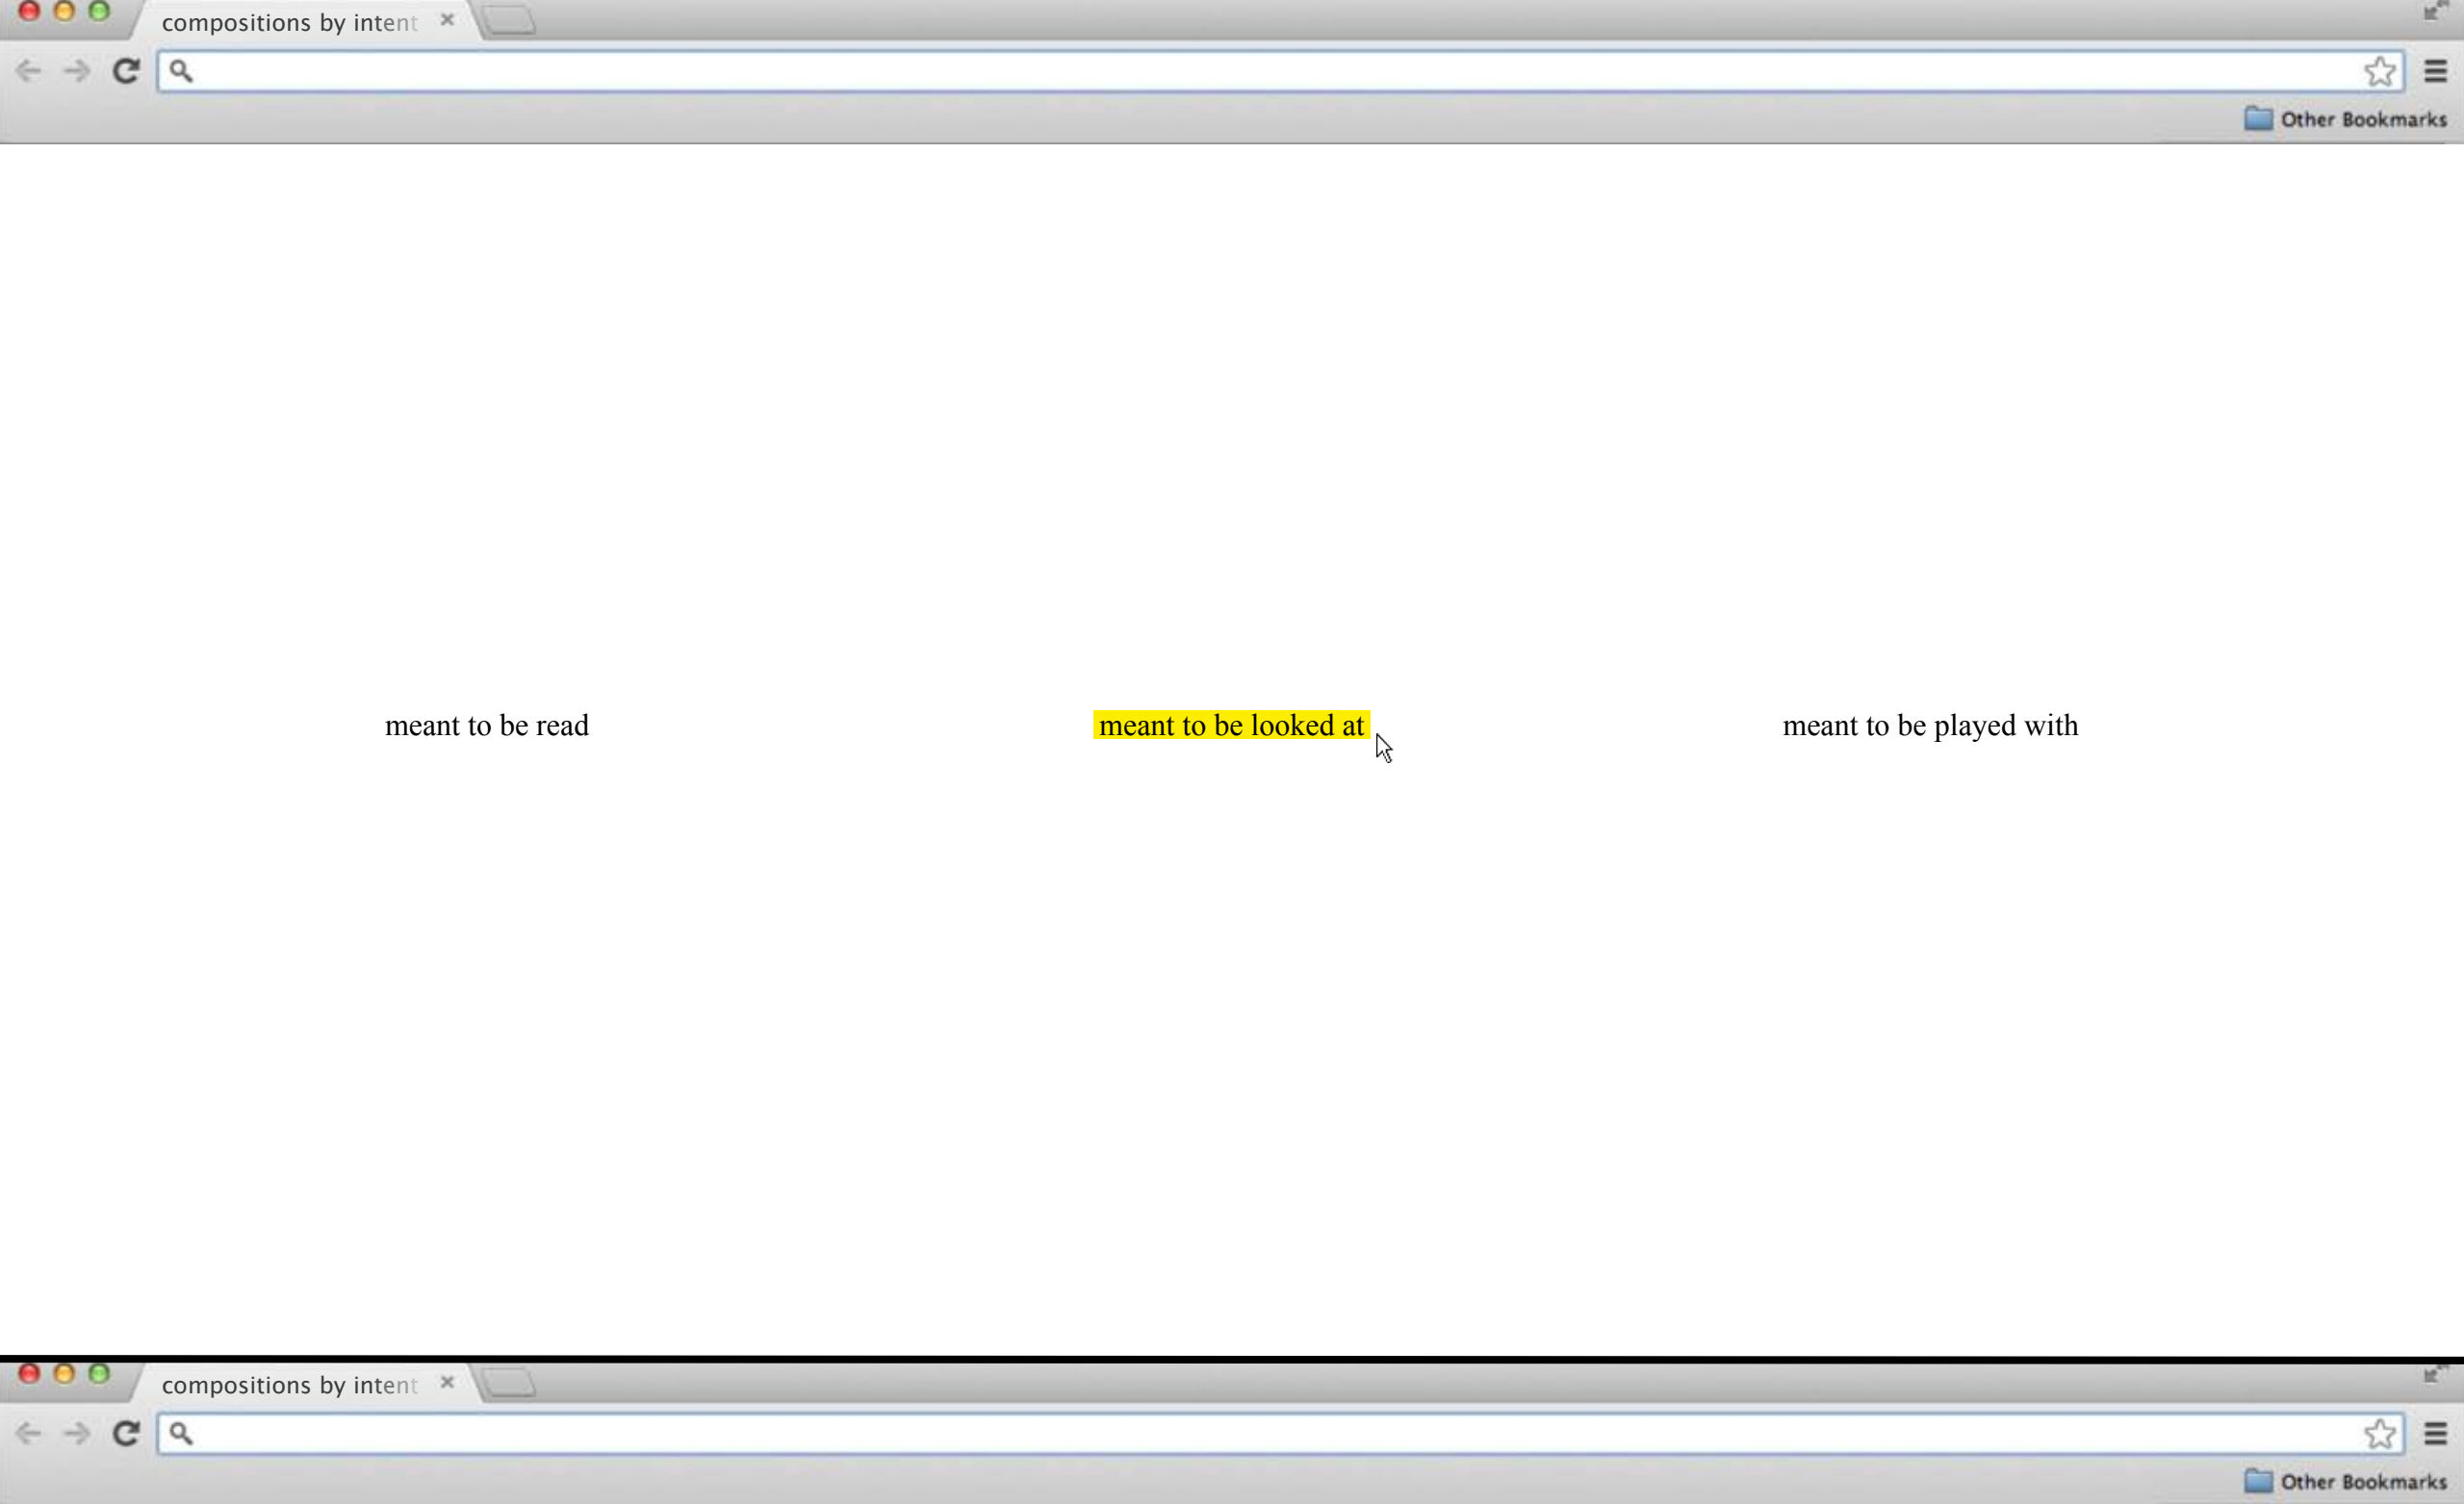 compositions by intent
Other Bookmarks
meant to be read
meant to be looked at
meant to be played with
compositions by intent
Other Bookmarks